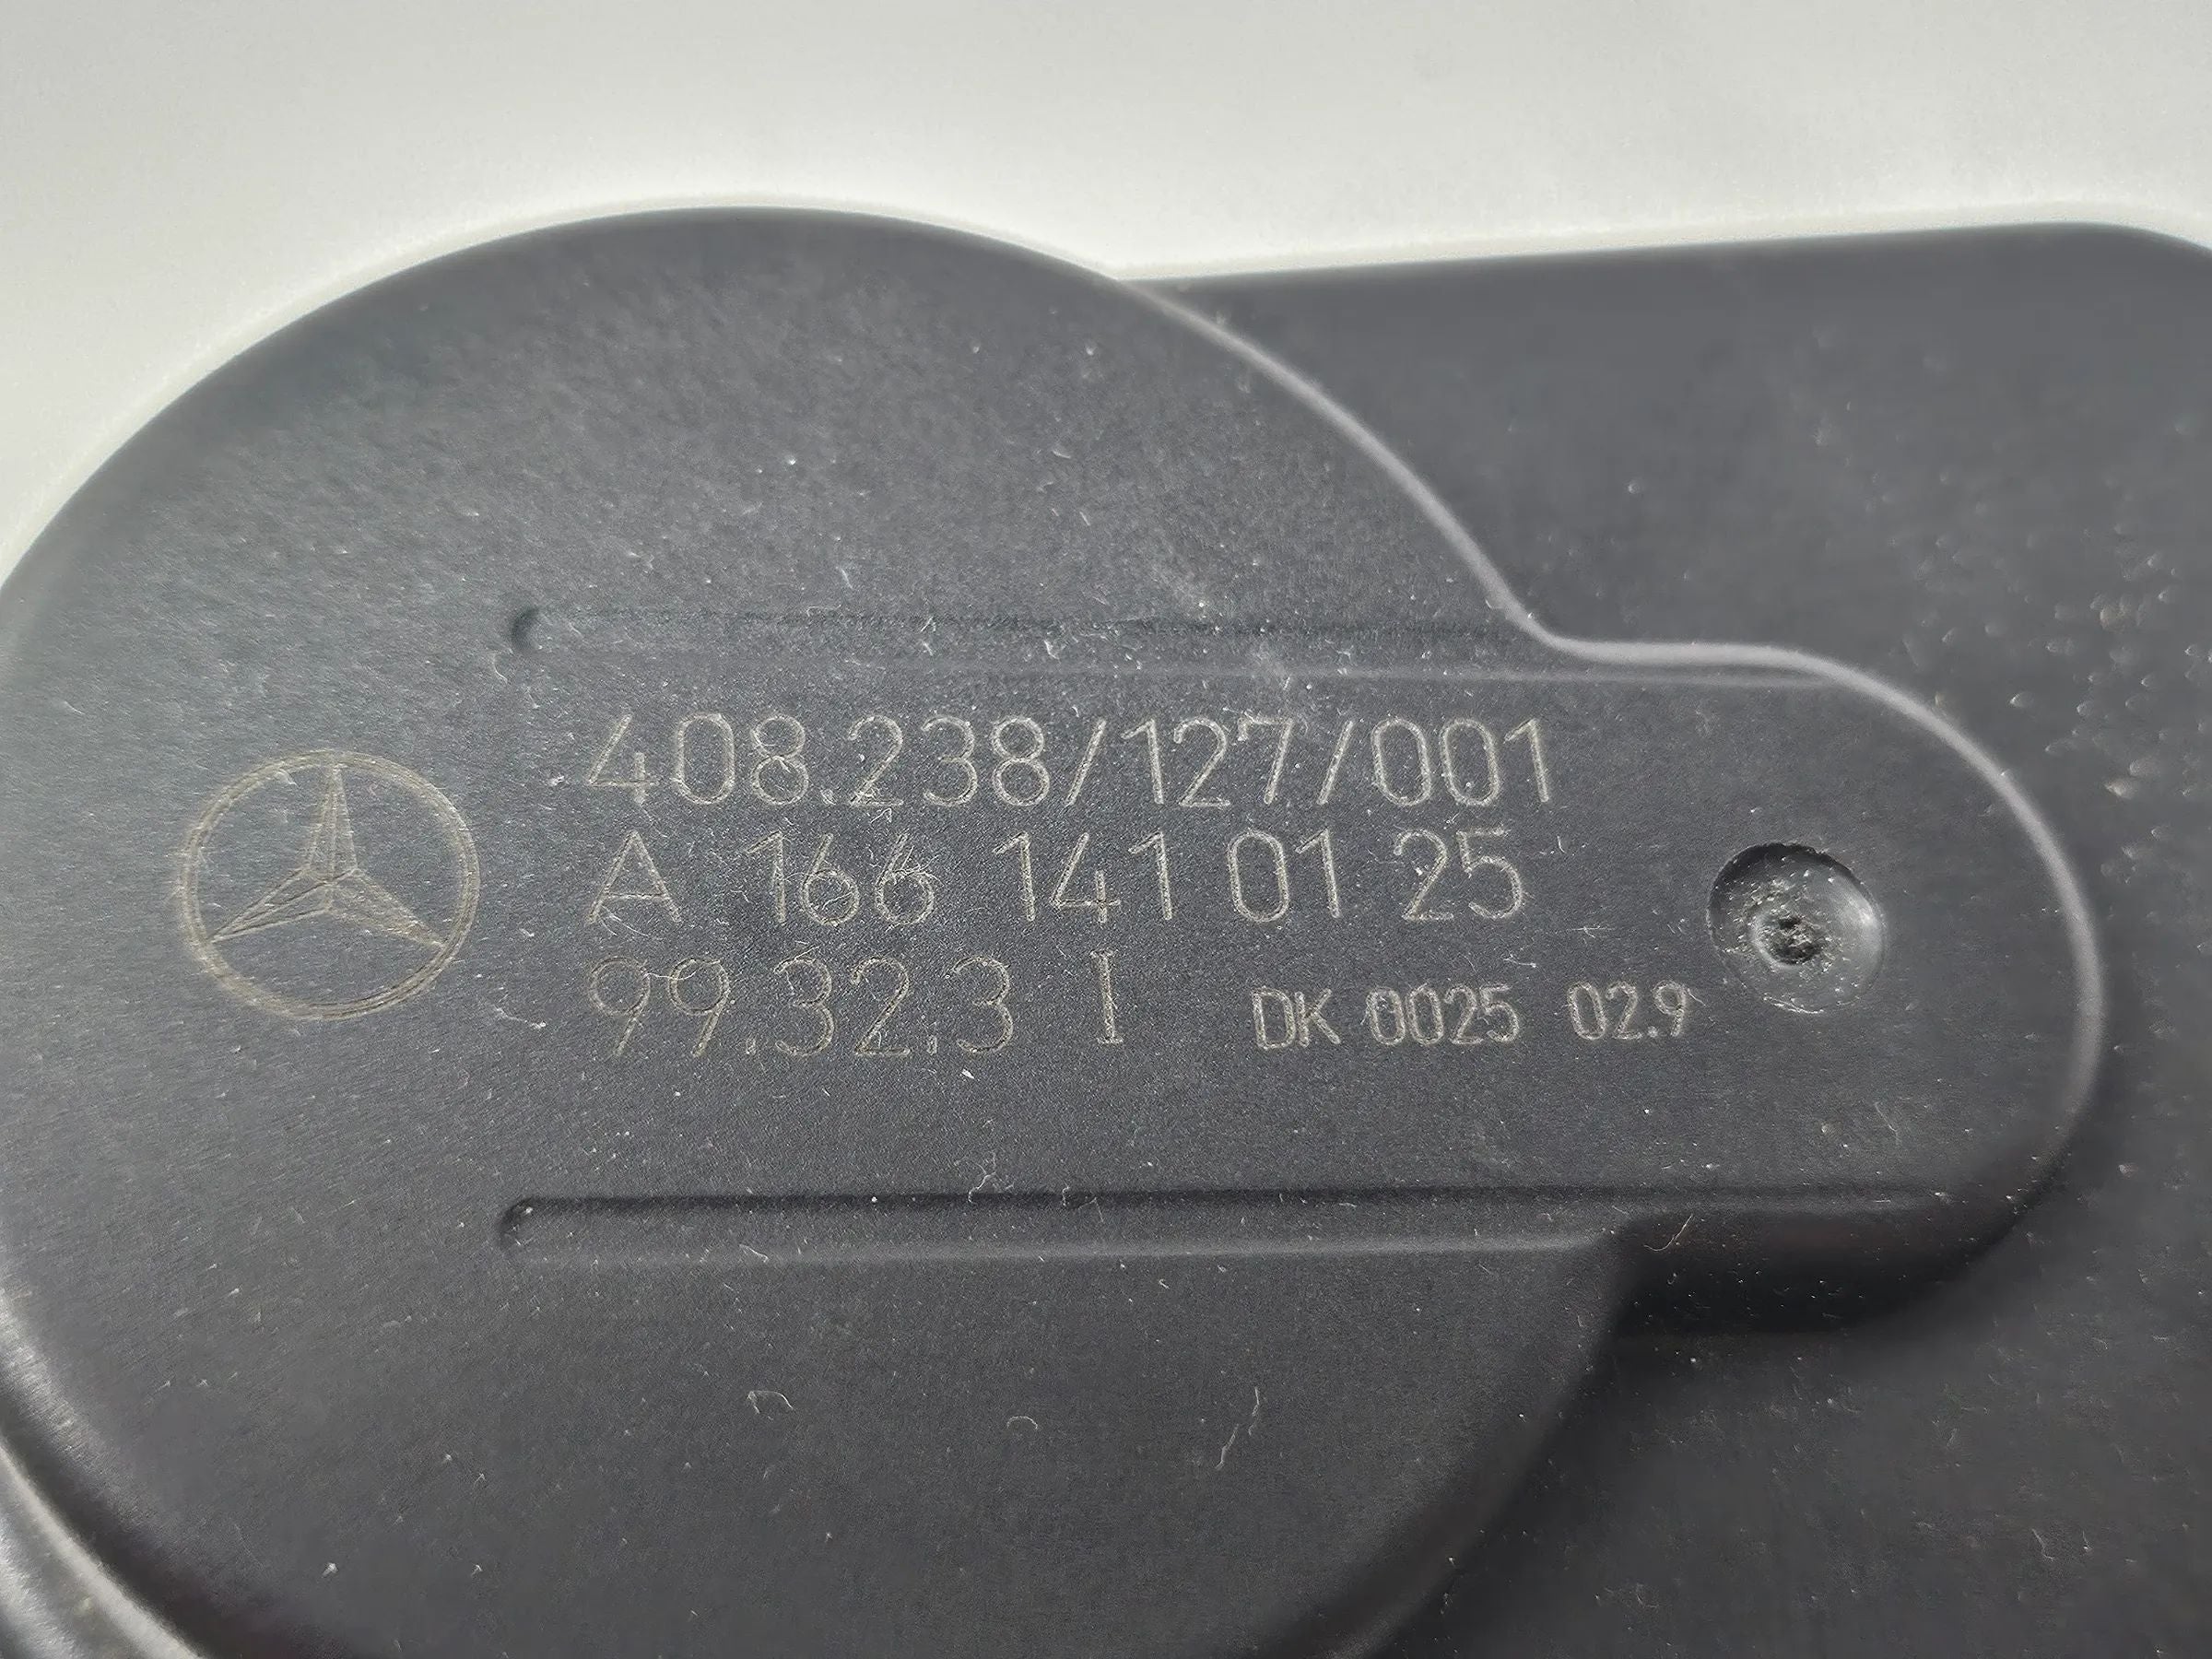 408.238/127/001
A 166 141 01 25
99.32.3 I DK 0025 02.9